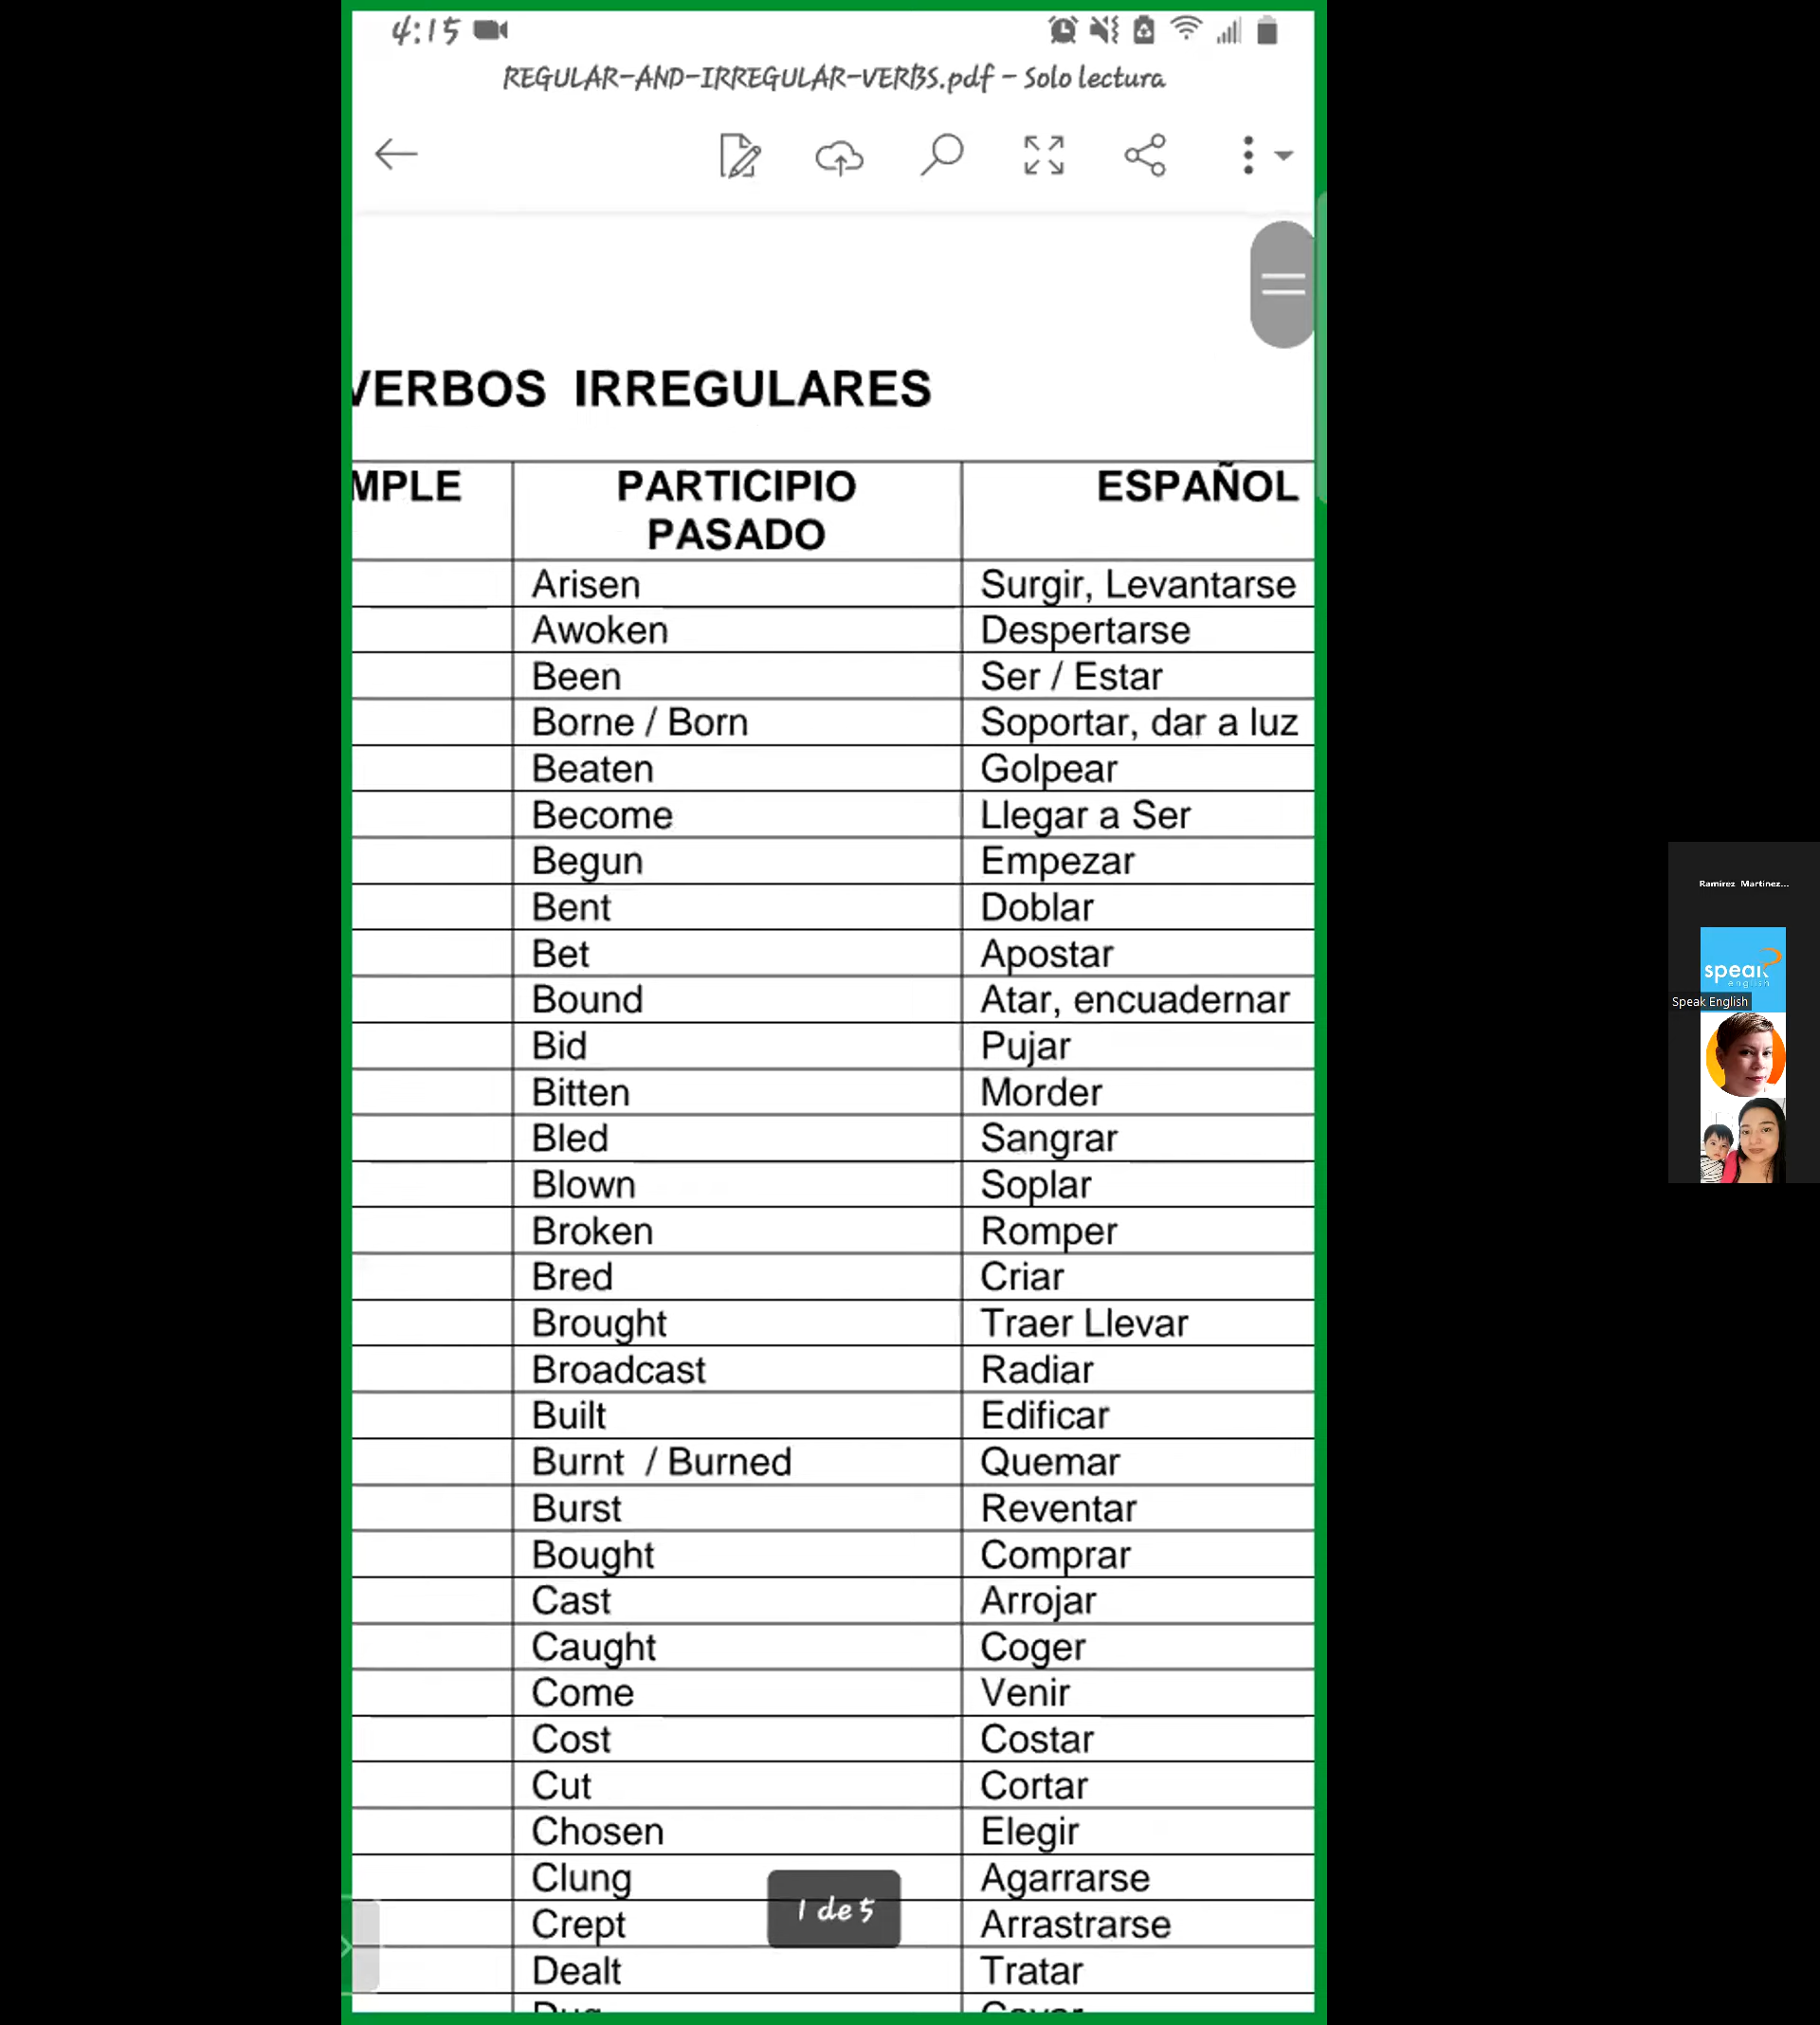 4:15
REGULAR-AND-IRREGULAR-VERBS.pdf - Solo lectura
VERBOS IRREGULARES
MPLE PARTICIPIO PASADO ESPAÑOL
Arisen Surgir, Levantarse
Awoken Despertarse
Been Ser / Estar
Borne / Born Soportar, dar a luz
Beaten Golpear
Become Llegar a Ser
Begun Empezar
Bent Doblar
Bet Apostar
Bound Atar, encuadernar
Bid Pujar
Bitten Morder
Bled Sangrar
Blown Soplar
Broken Romper
Bred Criar
Brought Traer Llevar
Broadcast Radiar
Built Edificar
Burnt / Burned Quemar
Burst Reventar
Bought Comprar
Cast Arrojar
Caught Coger
Come Venir
Cost Costar
Cut Cortar
Chosen Elegir
Clung Agarrarse
Crept Arrastrarse
Dealt Tratar
Dug Cavar
1 de 5
Ramirez Martinez...
speak
english
Speak English